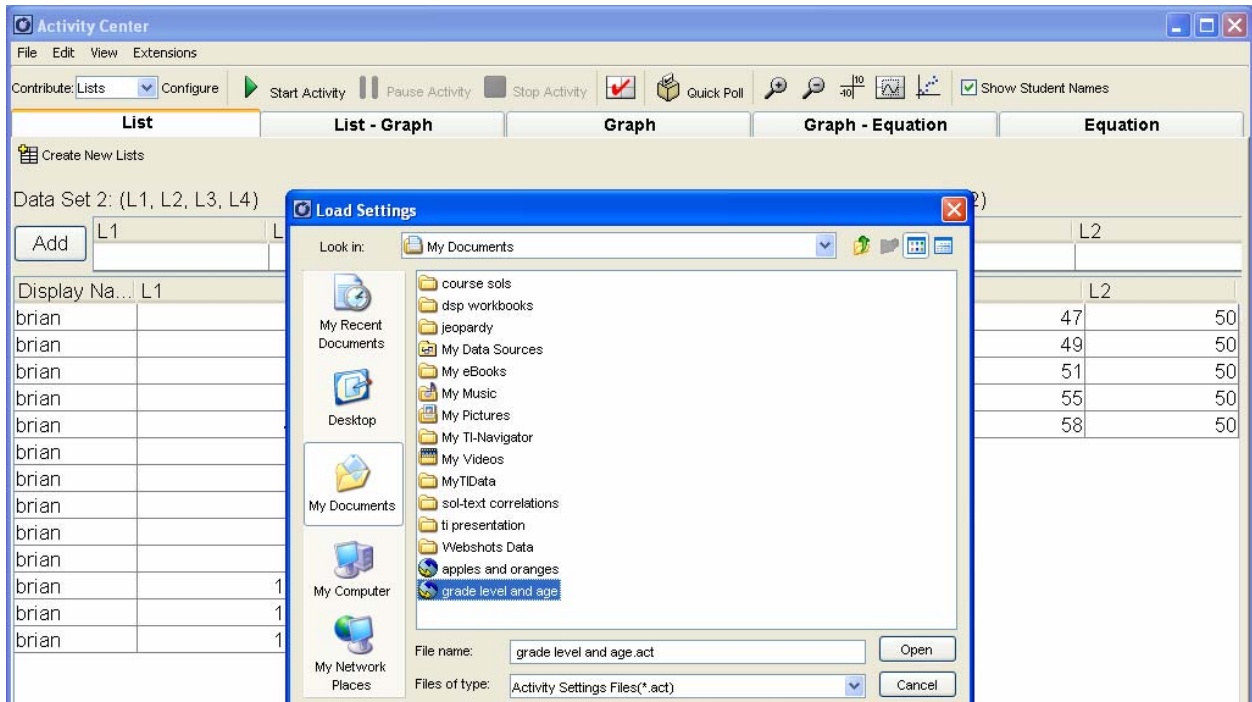 Activity Center
File Edit View Extensions
Contribute: Lists Configure Start Activity Pause Activity Stop Activity Quick Poll -10 10 Show Student Names
List List - Graph Graph Graph - Equation Equation
Create New Lists
Data Set 2: (L1, L2, L3, L4) 2)
Add L1 L L2
Display Na... L1 L2
brian 47 50
brian 49 50
brian 51 50
brian 55 50
brian 58 50
brian
brian
brian
brian
brian
brian 1
brian 1
brian 1
Load Settings
Look in: My Documents
My Recent Documents
Desktop
My Documents
My Computer
My Network Places
course sols
dsp workbooks
jeopardy
My Data Sources
My eBooks
My Music
My Pictures
My TI-Navigator
My Videos
MyTIData
sol-text correlations
ti presentation
Webshots Data
apples and oranges
grade level and age
File name: grade level and age.act Open
Files of type: Activity Settings Files(*.act) Cancel